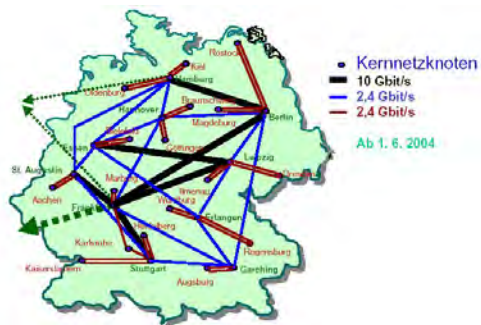 Rostock
Kiel
Hamburg
Oldenburg
Hannover
Braunschweig
Berlin
Magdeburg
Bielefeld
Essen
Göttingen
Leipzig
St. Augustin
Dresden
Marburg
Ilmenau
Aachen
Würzburg
Frankfurt
Heidelberg
Erlangen
Karlsruhe
Regensburg
Kaiserslautern
Stuttgart
Garching
Augsburg
Kernnetzknoten
10 Gbit/s
2,4 Gbit/s
2,4 Gbit/s
Ab 1. 6. 2004